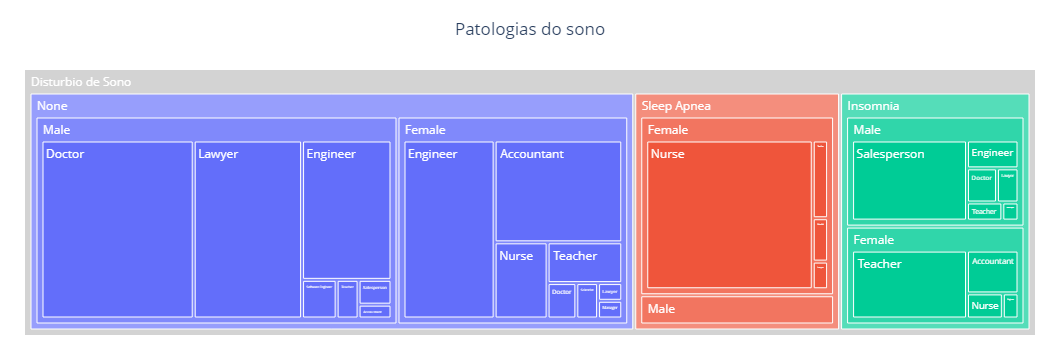 Patologias do sono
Disturbio de Sono
None
Male
Doctor
Lawyer
Engineer
Software Engineer
Salesperson
Accountant
Female
Engineer
Accountant
Nurse
Teacher
Doctor
Lawyer
Manager
Sleep Apnea
Female
Nurse
Male
Insomnia
Male
Salesperson
Engineer
Doctor
Lawyer
Teacher
Female
Teacher
Accountant
Nurse